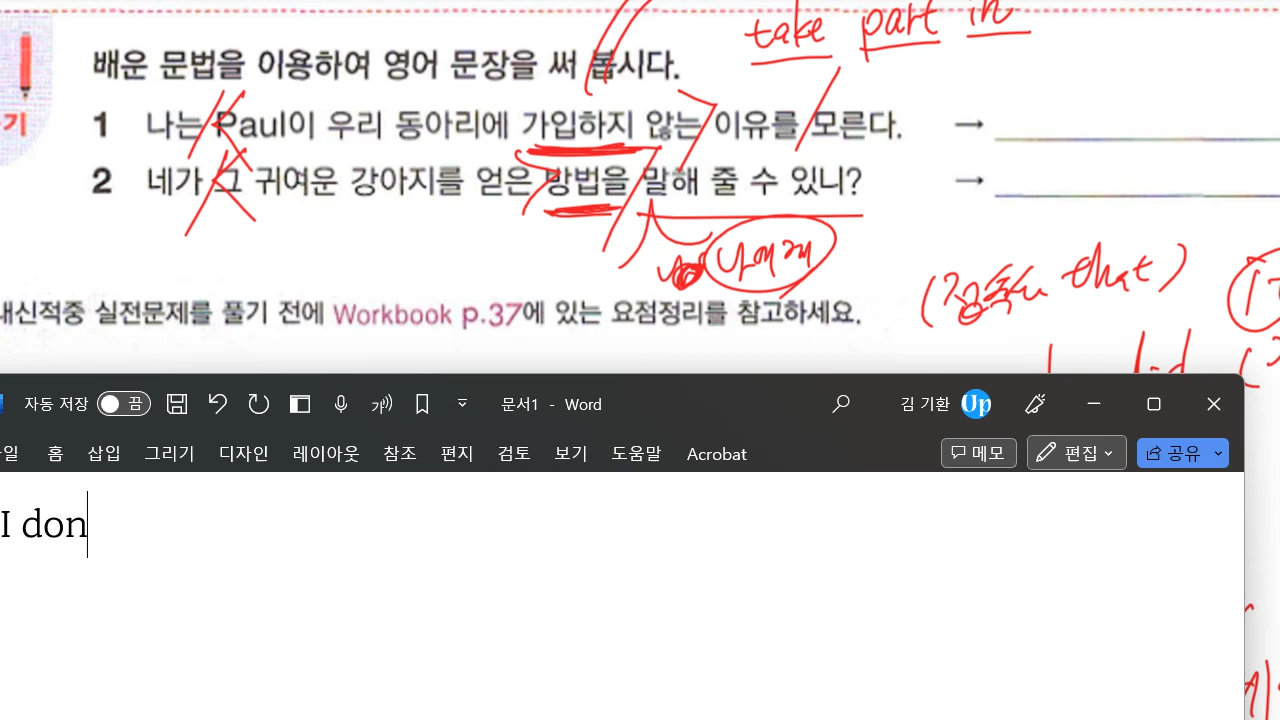 take part in
배운 문법을 이용하여 영어 문장을 써 봅시다.
1 나는 Paul이 우리 동아리에 가입하지 않는 이유를 모른다. →
2 네가 그 귀여운 강아지를 얻은 방법을 말해 줄 수 있니? →
나에게
(접속사 that)
내신적중 실전문제를 풀기 전에 Workbook p.37에 있는 요점정리를 참고하세요.
자동 저장 끔 가 문서1 - Word 김 기환 Up
일 홈 삽입 그리기 디자인 레이아웃 참조 편지 검토 보기 도움말 Acrobat 메모 편집 공유
I don